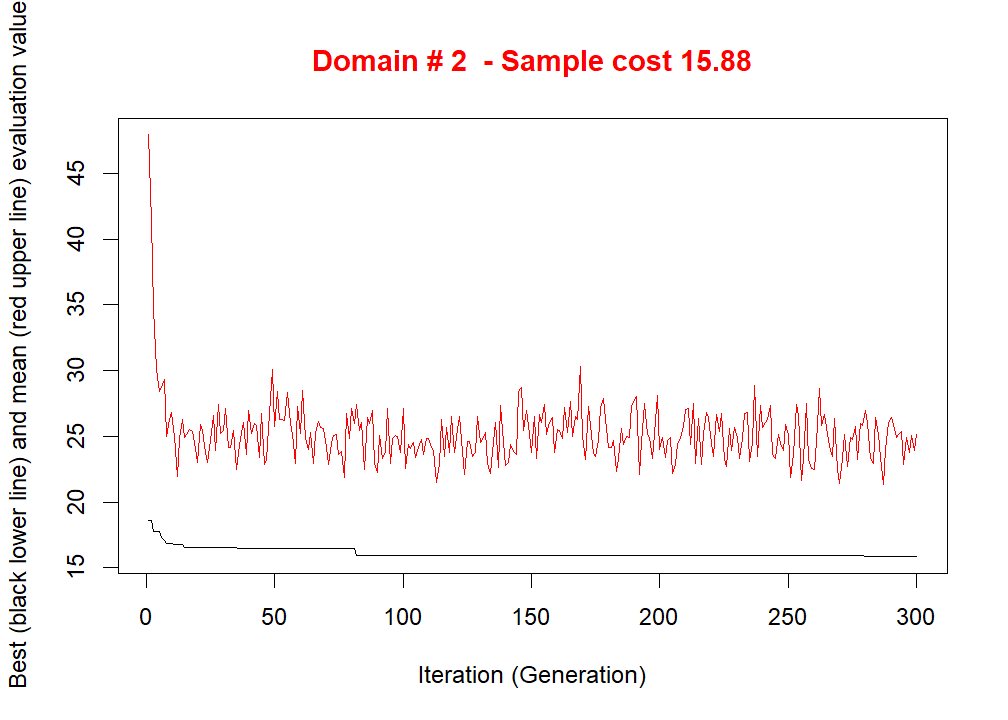 Domain # 2  - Sample cost 15.88
Best (black lower line) and mean (red upper line) evaluation value
45
40
35
30
25
20
15
0 50 100 150 200 250 300
Iteration (Generation)